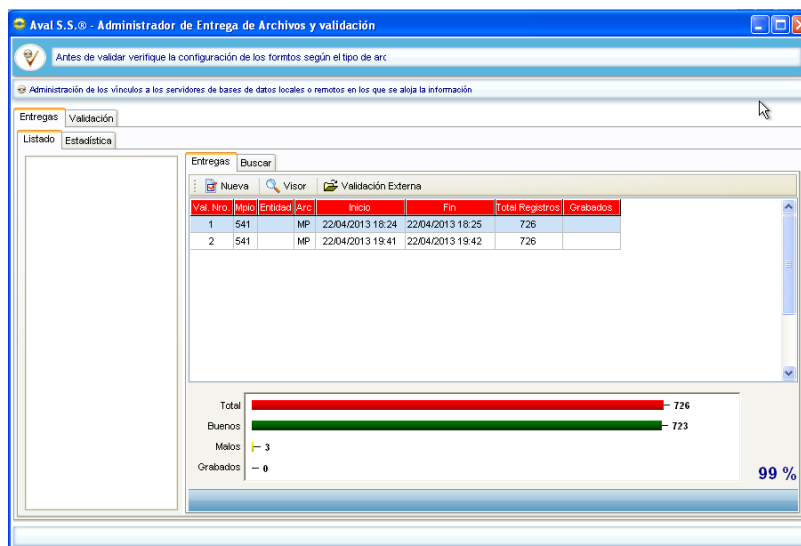 Aval S.S.® - Administrador de Entrega de Archivos y validación
Antes de validar verifique la configuración de los formtos según el tipo de arc
Administración de los vínculos a los servidores de bases de datos locales o remotos en los que se aloja la información
Entregas Validación
Listado Estadística
Entregas Buscar
Nueva Visor Validación Externa
Val. Nro. Mpio Entidad Arc Inicio Fin Total Registros Grabados
1 541 MP 22/04/2013 18:24 22/04/2013 18:25 726
2 541 MP 22/04/2013 19:41 22/04/2013 19:42 726
Total 726
Buenos 723
Malos 3
Grabados 0
99 %